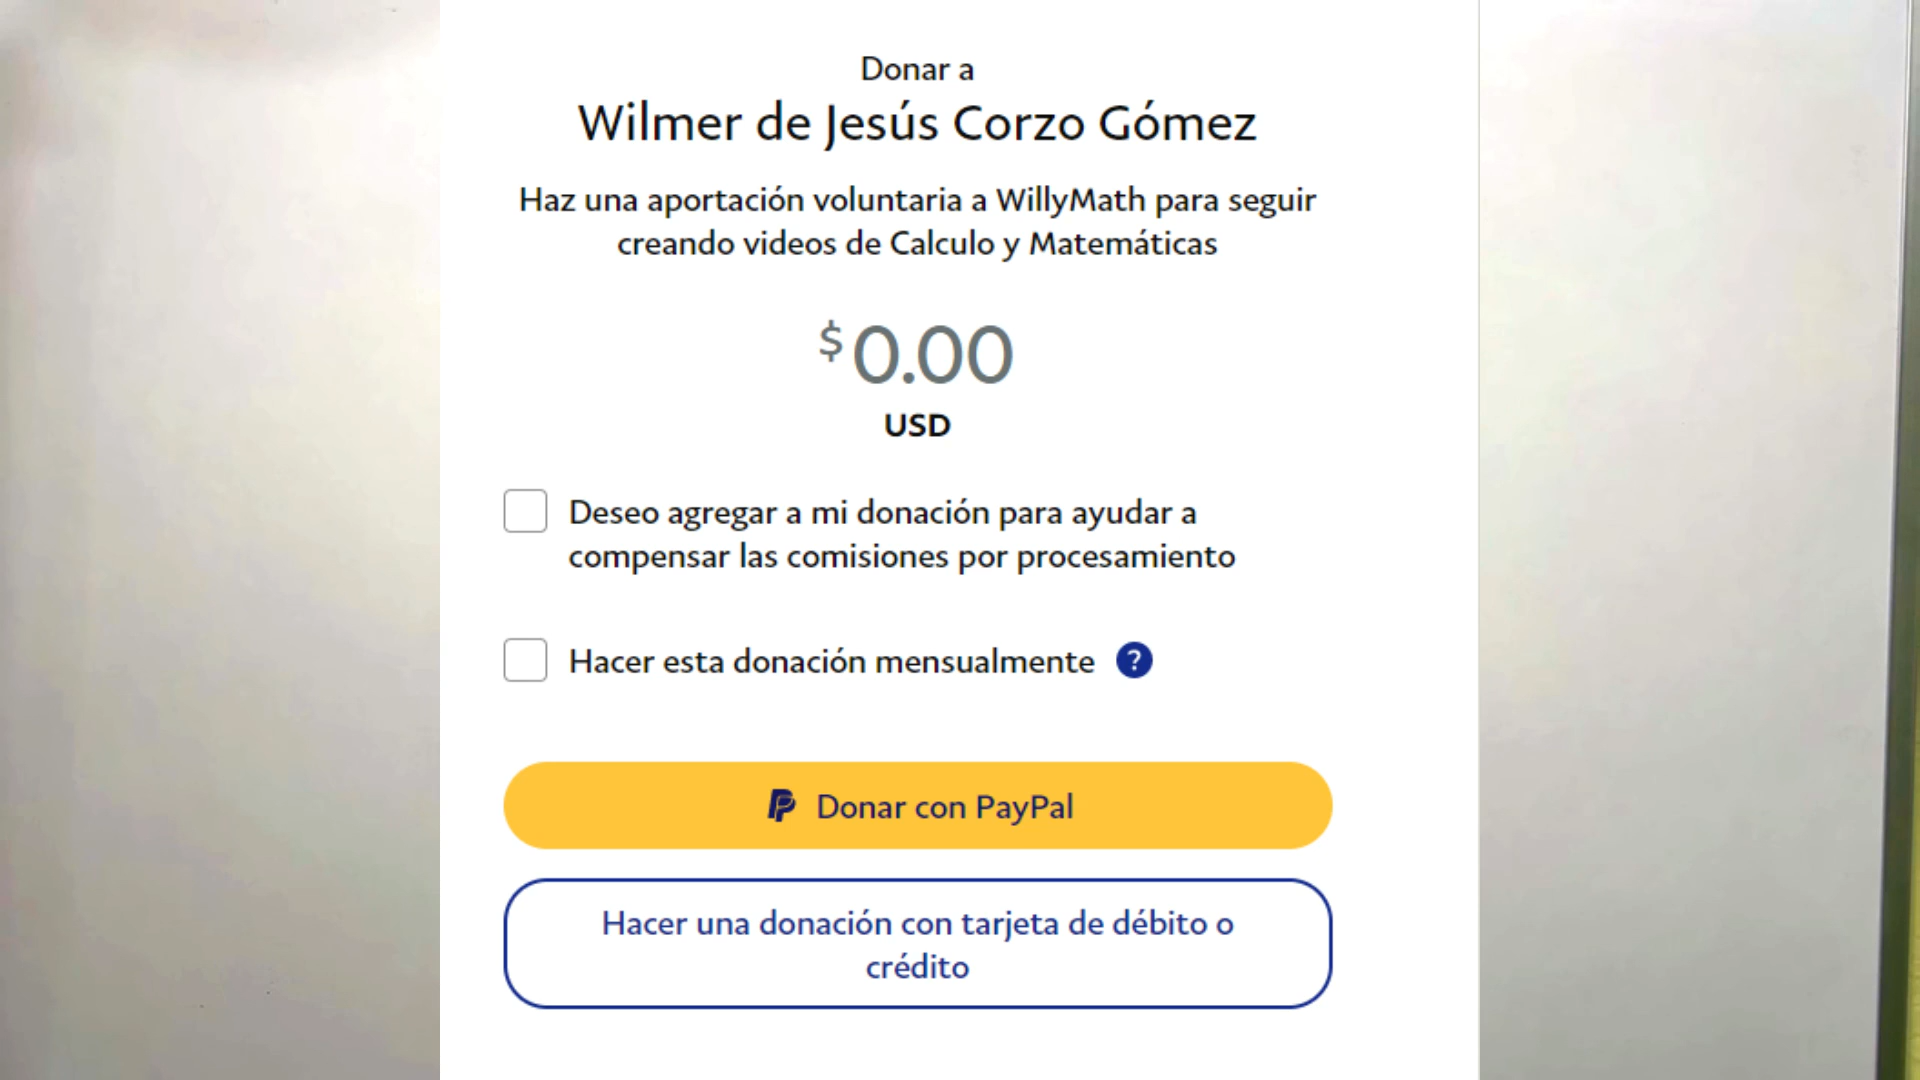 Donar a
Wilmer de Jesús Corzo Gómez
Haz una aportación voluntaria a WillyMath para seguir
creando videos de Calculo y Matemáticas
$0.00
USD
Deseo agregar a mi donación para ayudar a
compensar las comisiones por procesamiento
Hacer esta donación mensualmente ?
Donar con PayPal
Hacer una donación con tarjeta de débito o
crédito